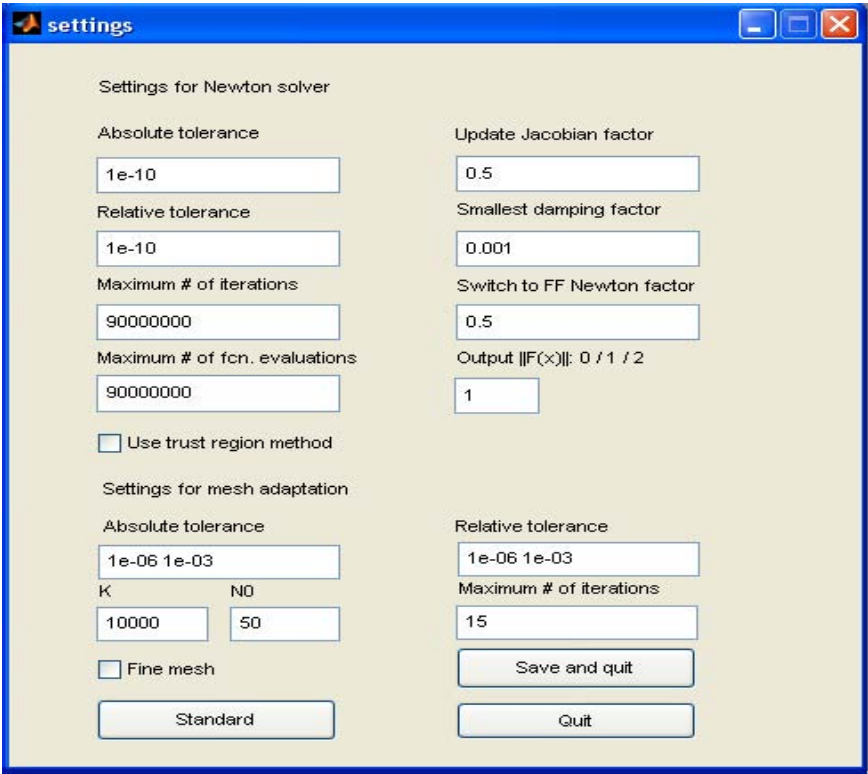 settings
Settings for Newton solver
Absolute tolerance
Update Jacobian factor
1e-10
0.5
Relative tolerance
Smallest damping factor
1e-10
0.001
Maximum # of iterations
Switch to FF Newton factor
90000000
0.5
Maximum # of fcn. evaluations
Output ||F(x)||: 0 / 1 / 2
90000000
1
Use trust region method
Settings for mesh adaptation
Absolute tolerance
Relative tolerance
1e-06 1e-03
1e-06 1e-03
K
N0
Maximum # of iterations
10000
50
15
Fine mesh
Save and quit
Standard
Quit